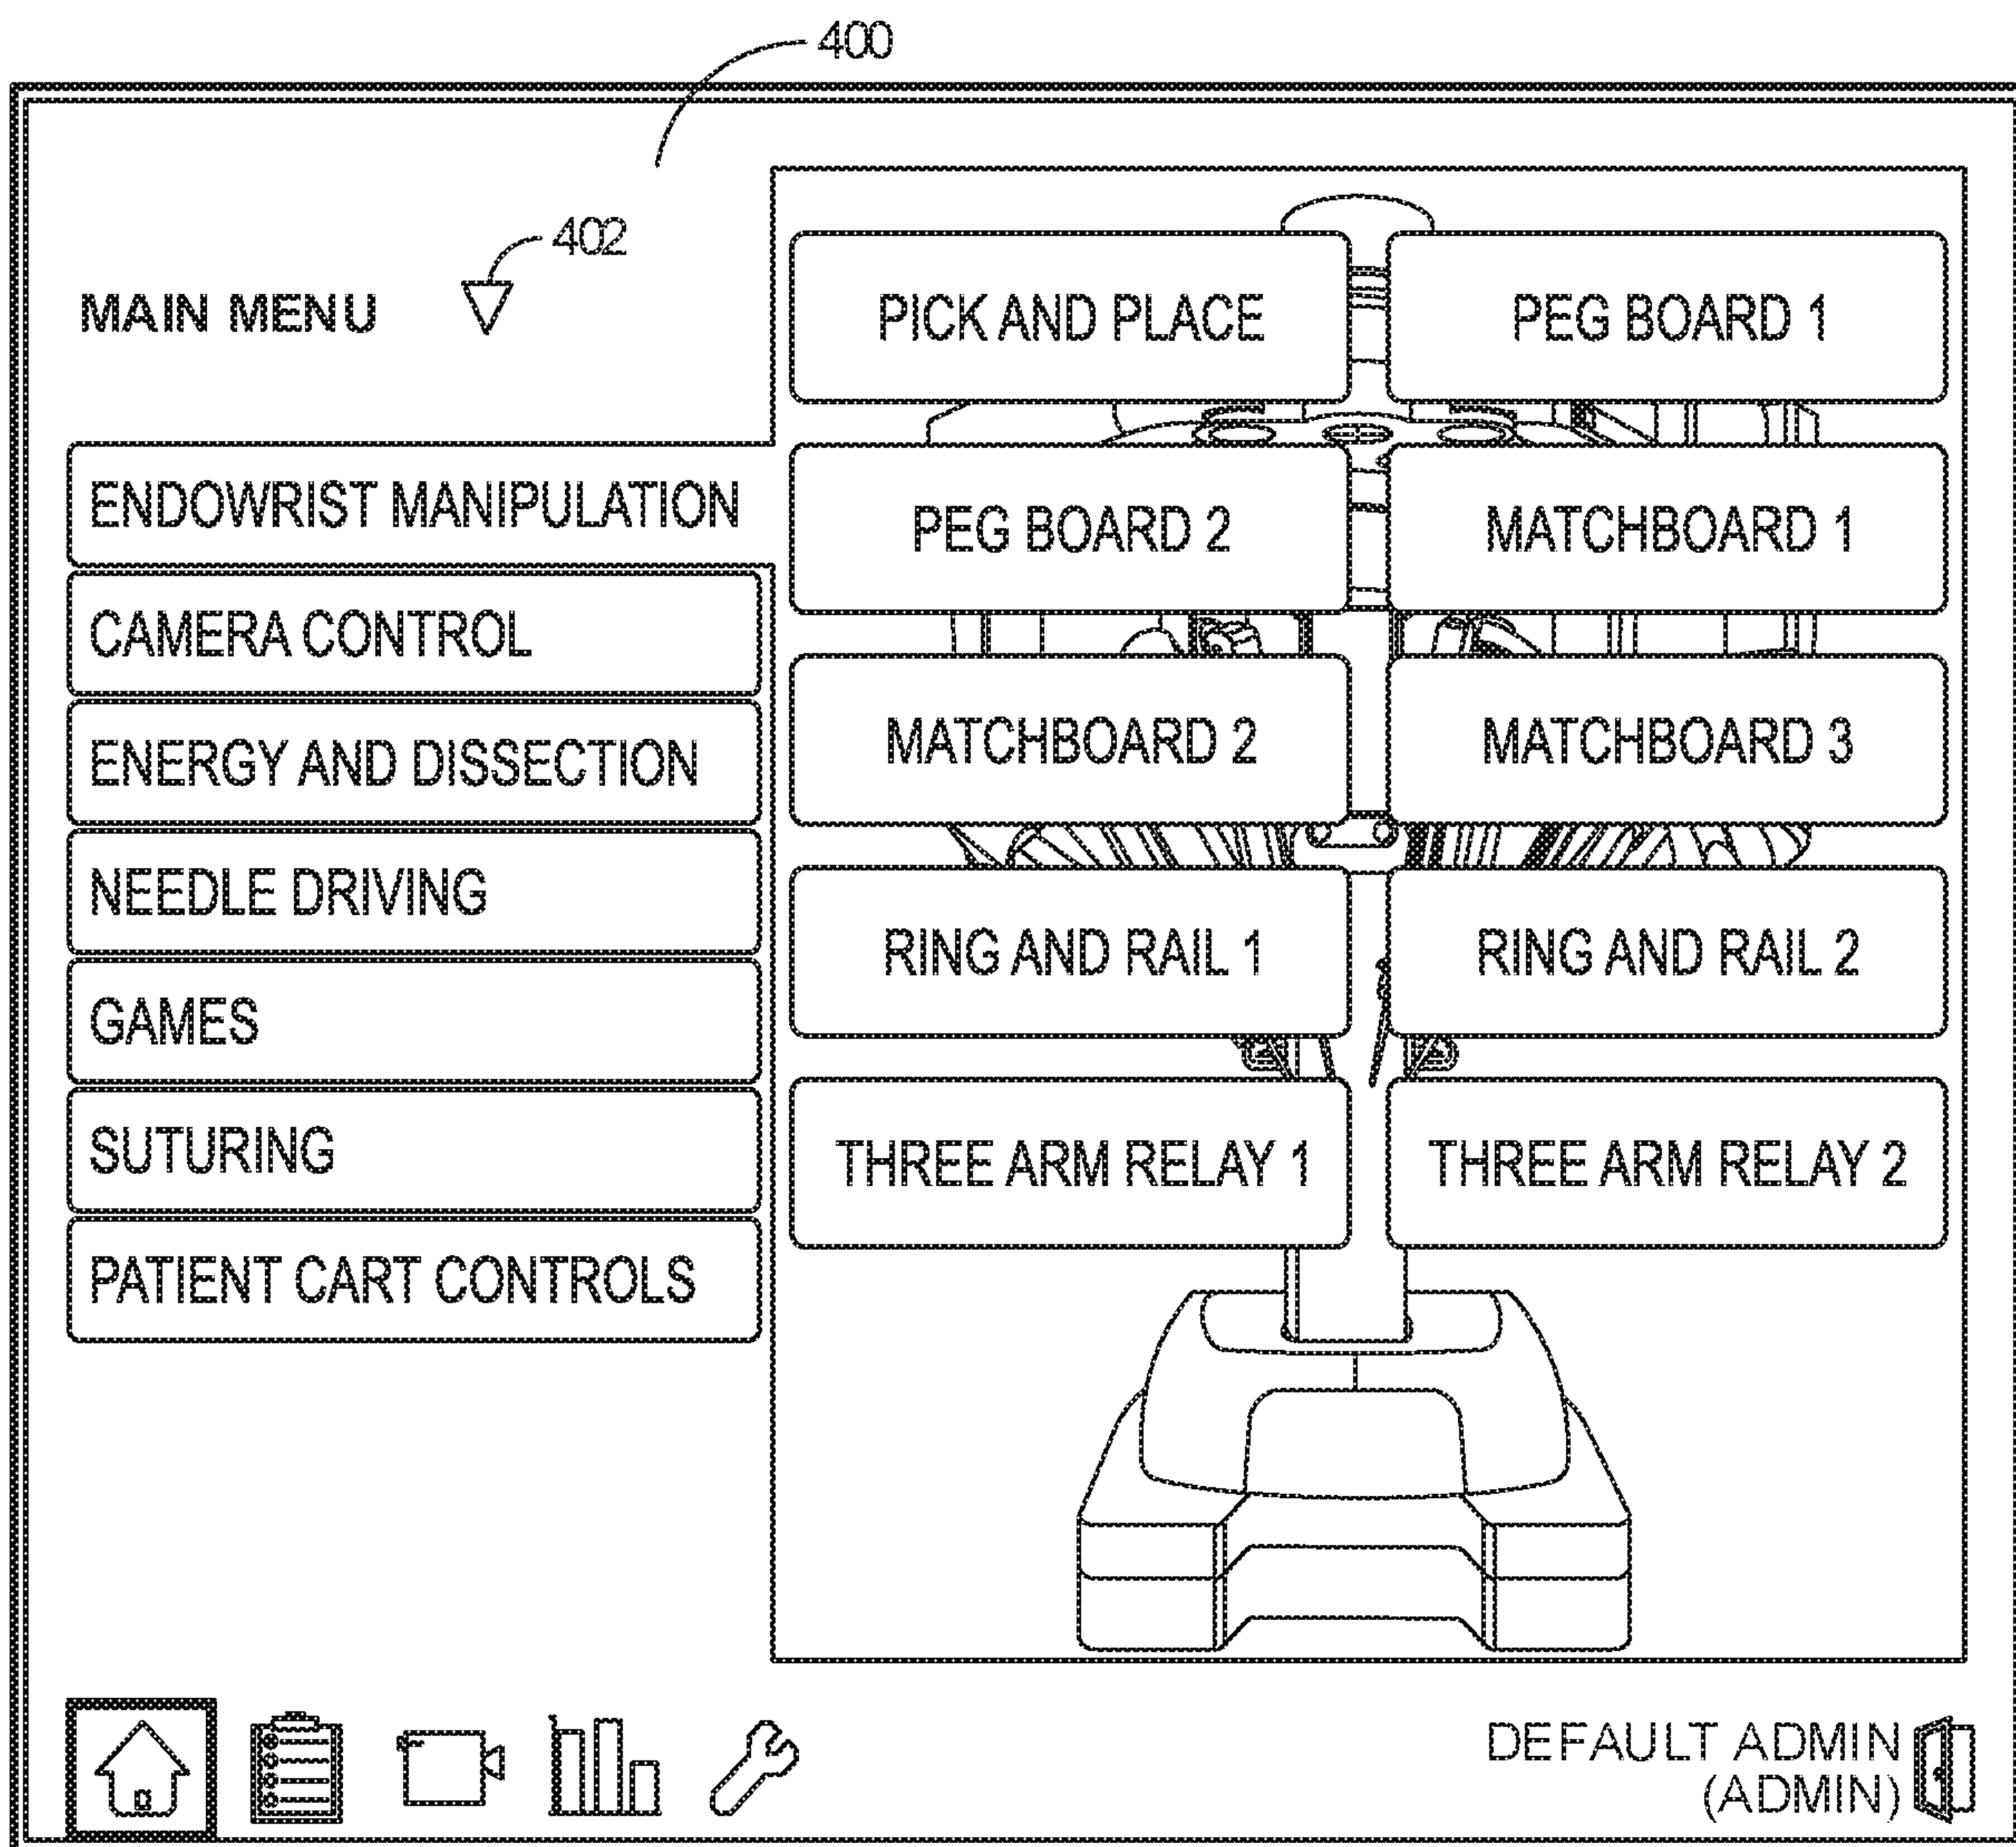 400
402
MAIN MENU
ENDOWRIST MANIPULATION
CAMERA CONTROL
ENERGY AND DISSECTION
NEEDLE DRIVING
GAMES
SUTURING
PATIENT CART CONTROLS
PICK AND PLACE
PEG BOARD 1
PEG BOARD 2
MATCHBOARD 1
MATCHBOARD 2
MATCHBOARD 3
RING AND RAIL 1
RING AND RAIL 2
THREE ARM RELAY 1
THREE ARM RELAY 2
DEFAULT ADMIN
(ADMIN)